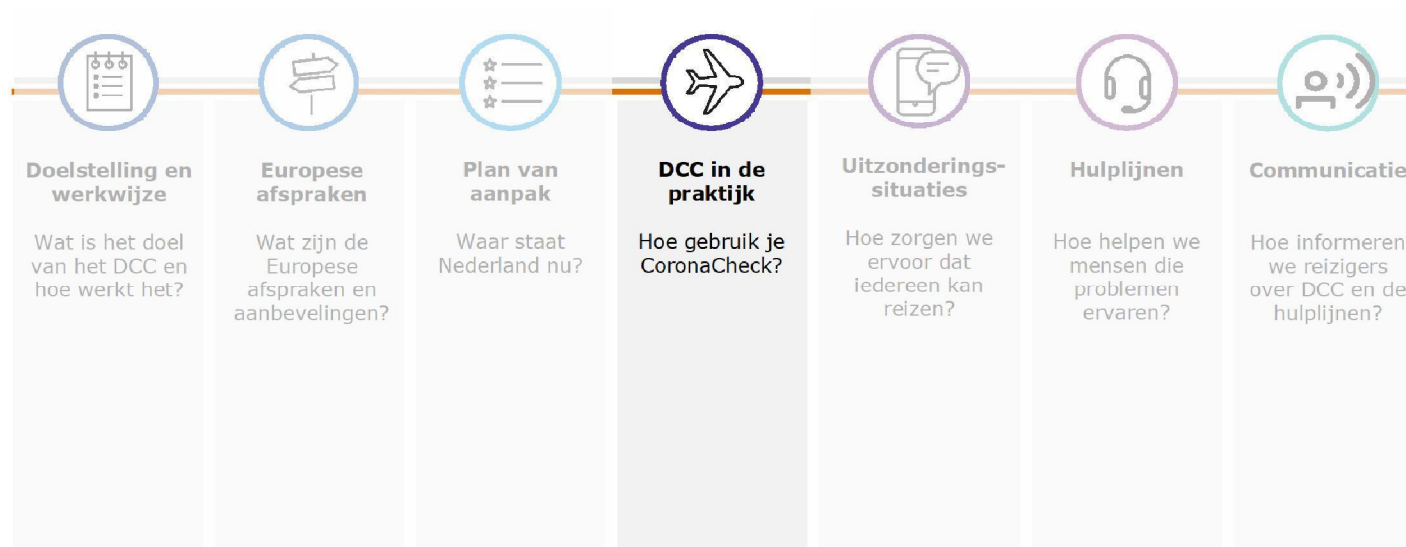 Doelstelling en
werkwijze
Wat is het doel
van het DCC en
hoe werkt het?
Europese
afspraken
Wat zijn de
Europese
afspraken en
aanbevelingen?
Plan van
aanpak
Waar staat
Nederland nu?
DCC in de
praktijk
Hoe gebruik je
CoronaCheck?
Uitzonderings-
situaties
Hoe zorgen we
ervoor dat
iedereen kan
reizen?
Hulplijnen
Hoe helpen we
mensen die
problemen
ervaren?
Communicatie
Hoe informeren
we reizigers
over DCC en de
hulplijnen?